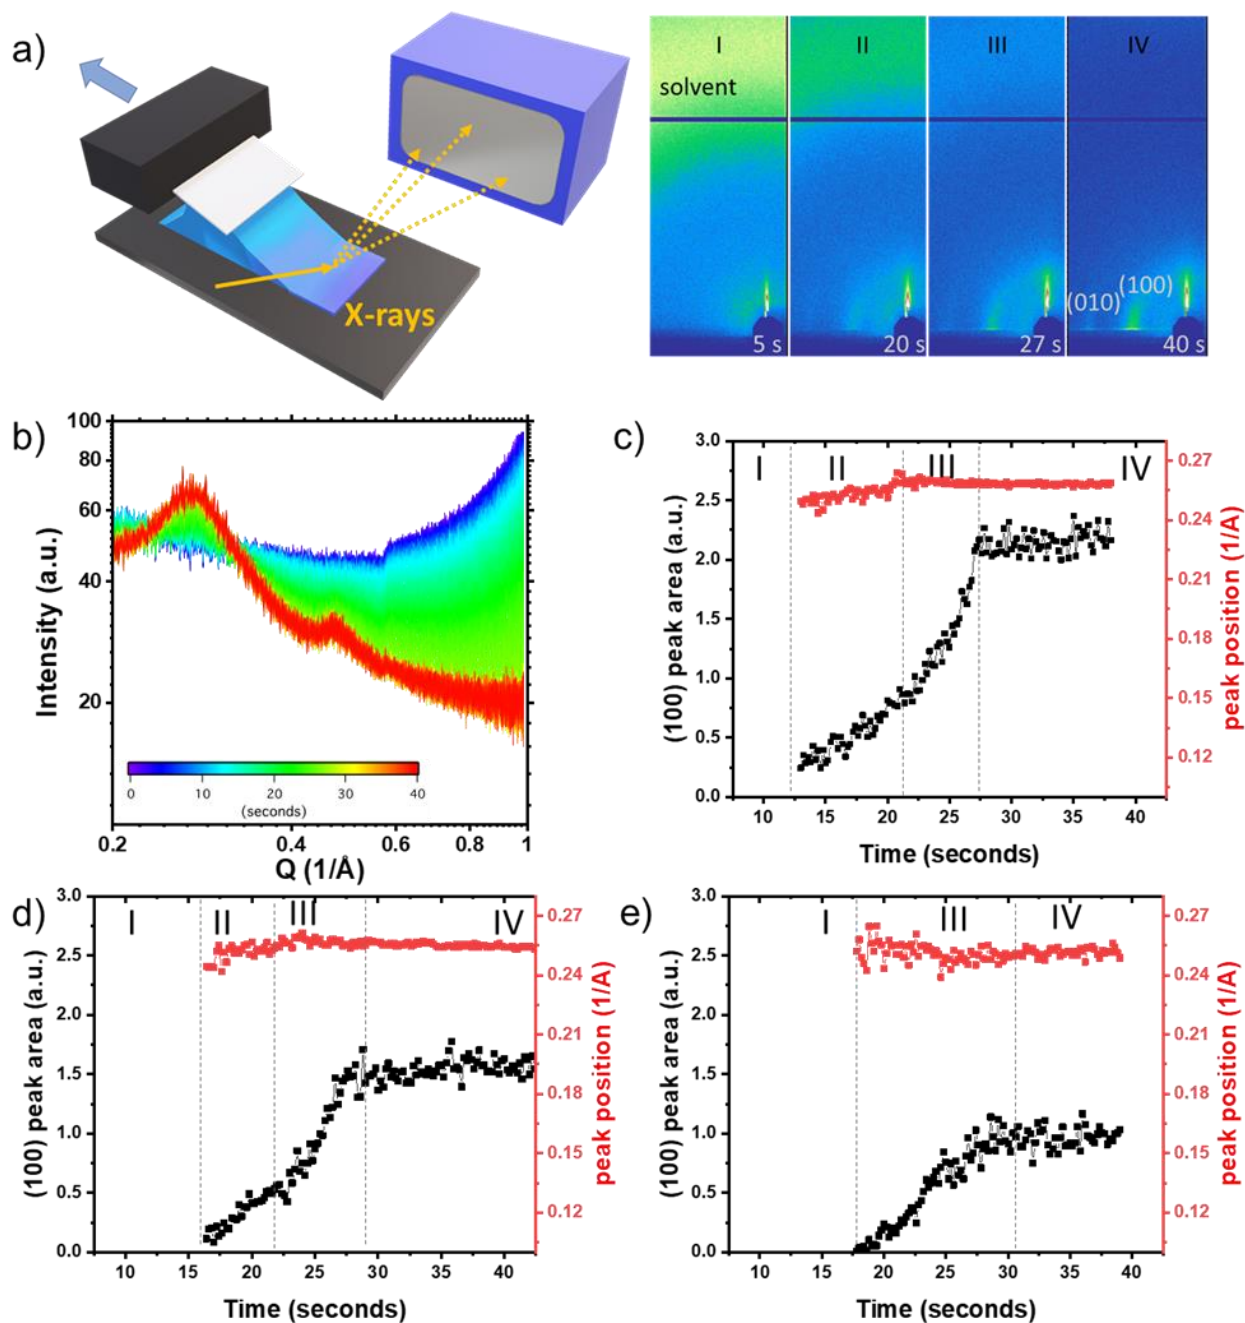 a)
X-rays
I II III IV
solvent
(010) (100)
5 s 20 s 27 s 40 s
b)
Intensity (a.u.)
100
80
60
40
20
0 10 20 30 40
(seconds)
0.2 0.4 0.6 0.8 1
Q (1/Å)
c)
(100) peak area (a.u.)
3.0
2.5
2.0
1.5
1.0
0.5
0.0
I II III IV
0.27
0.24
0.21
0.18
0.15
0.12
peak position (1/A)
10 15 20 25 30 35 40
Time (seconds)
d)
(100) peak area (a.u.)
3.0
2.5
2.0
1.5
1.0
0.5
0.0
I II III IV
0.27
0.24
0.21
0.18
0.15
0.12
peak position (1/A)
10 15 20 25 30 35 40
Time (seconds)
e)
(100) peak area (a.u.)
3.0
2.5
2.0
1.5
1.0
0.5
0.0
I III IV
0.27
0.24
0.21
0.18
0.15
0.12
peak position (1/A)
10 15 20 25 30 35 40
Time (seconds)